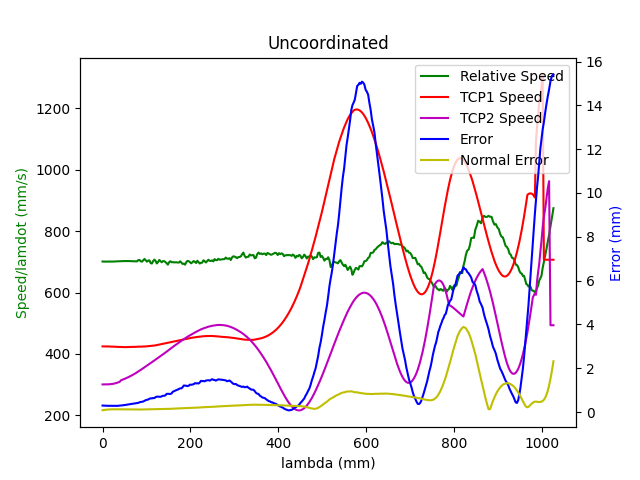 Uncoordinated
Relative Speed
TCP1 Speed
TCP2 Speed
Error
Normal Error
Speed/lamdot (mm/s)
1200
1000
800
600
400
200
16
14
12
10
8
6
4
2
0
Error (mm)
0 200 400 600 800 1000
lambda (mm)